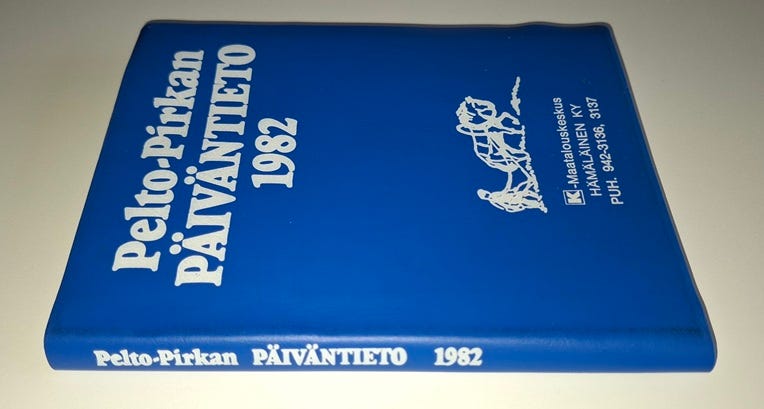 Pelto-Pirkan
PÄIVÄNTIETO
1982
K-Maatalouskeskus
HÄMÄLÄINEN KY
PUH. 942-3136, 3137
Pelto-Pirkan PÄIVÄNTIETO 1982